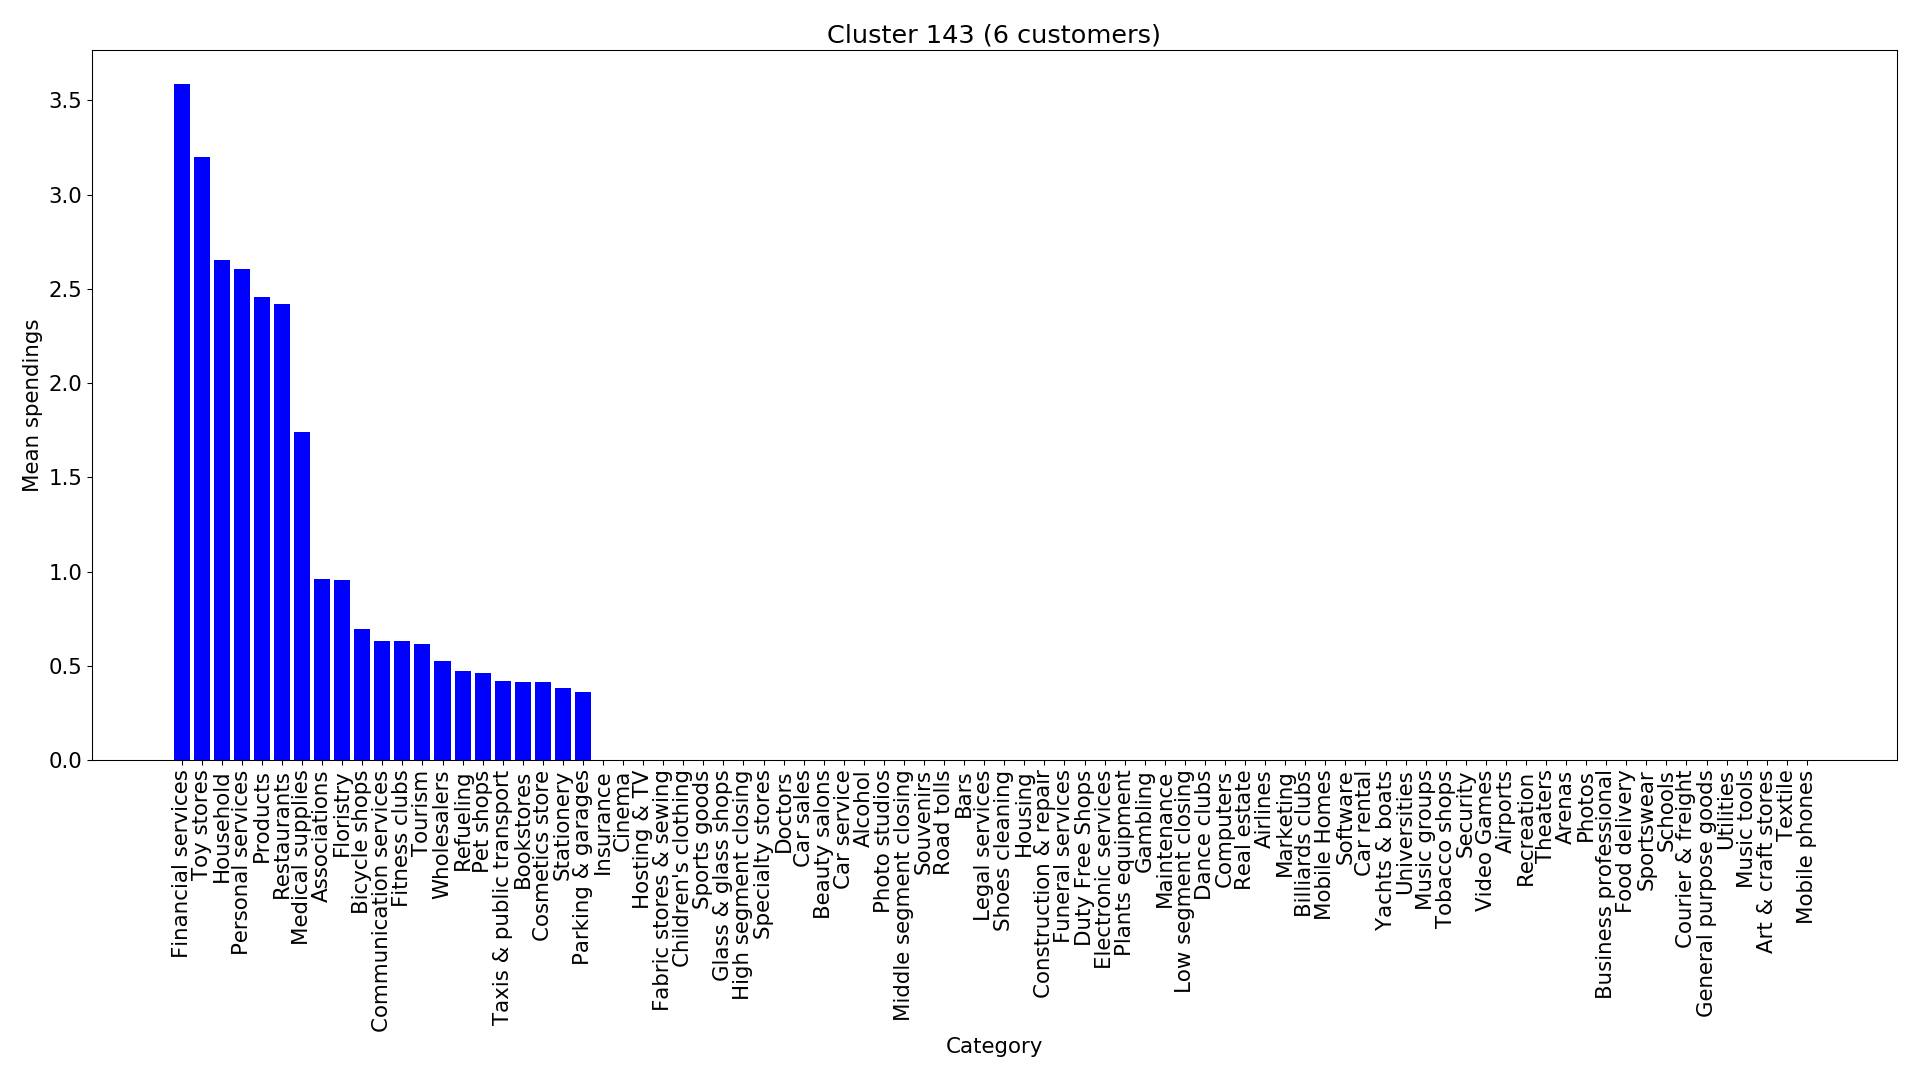 Cluster 143 (6 customers)
3.5
3.0
2.5
2.0
1.5
1.0
0.5
0.0
Mean spendings
Financial services
Toy stores
Household
Personal services
Products
Restaurants
Medical supplies
Associations
Floristry
Bicycle shops
Communication services
Fitness clubs
Tourism
Wholesalers
Refueling
Pet shops
Taxis & public transport
Bookstores
Cosmetics store
Stationery
Parking & garages
Insurance
Cinema
Hosting & TV
Fabric stores & sewing
Children's clothing
Sports goods
Glass & glass shops
High segment closing
Specialty stores
Doctors
Car sales
Beauty salons
Car service
Alcohol
Photo studios
Middle segment closing
Souvenirs
Road tolls
Bars
Legal services
Shoes cleaning
Housing
Construction & repair
Funeral services
Duty Free Shops
Electronic services
Plants equipment
Gambling
Maintenance
Low segment closing
Dance clubs
Computers
Real estate
Airlines
Marketing
Billiards clubs
Mobile Homes
Software
Car rental
Yachts & boats
Universities
Music groups
Tobacco shops
Security
Video Games
Airports
Recreation
Theaters
Arenas
Photos
Business professional
Food delivery
Sportswear
Schools
Courier & freight
General purpose goods
Utilities
Music tools
Art & craft stores
Textile
Mobile phones
Category